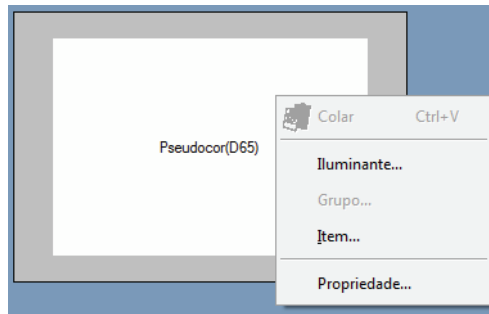 Colar Ctrl+V
Pseudocor(D65)
Iluminante...
Grupo...
Item...
Propriedade...